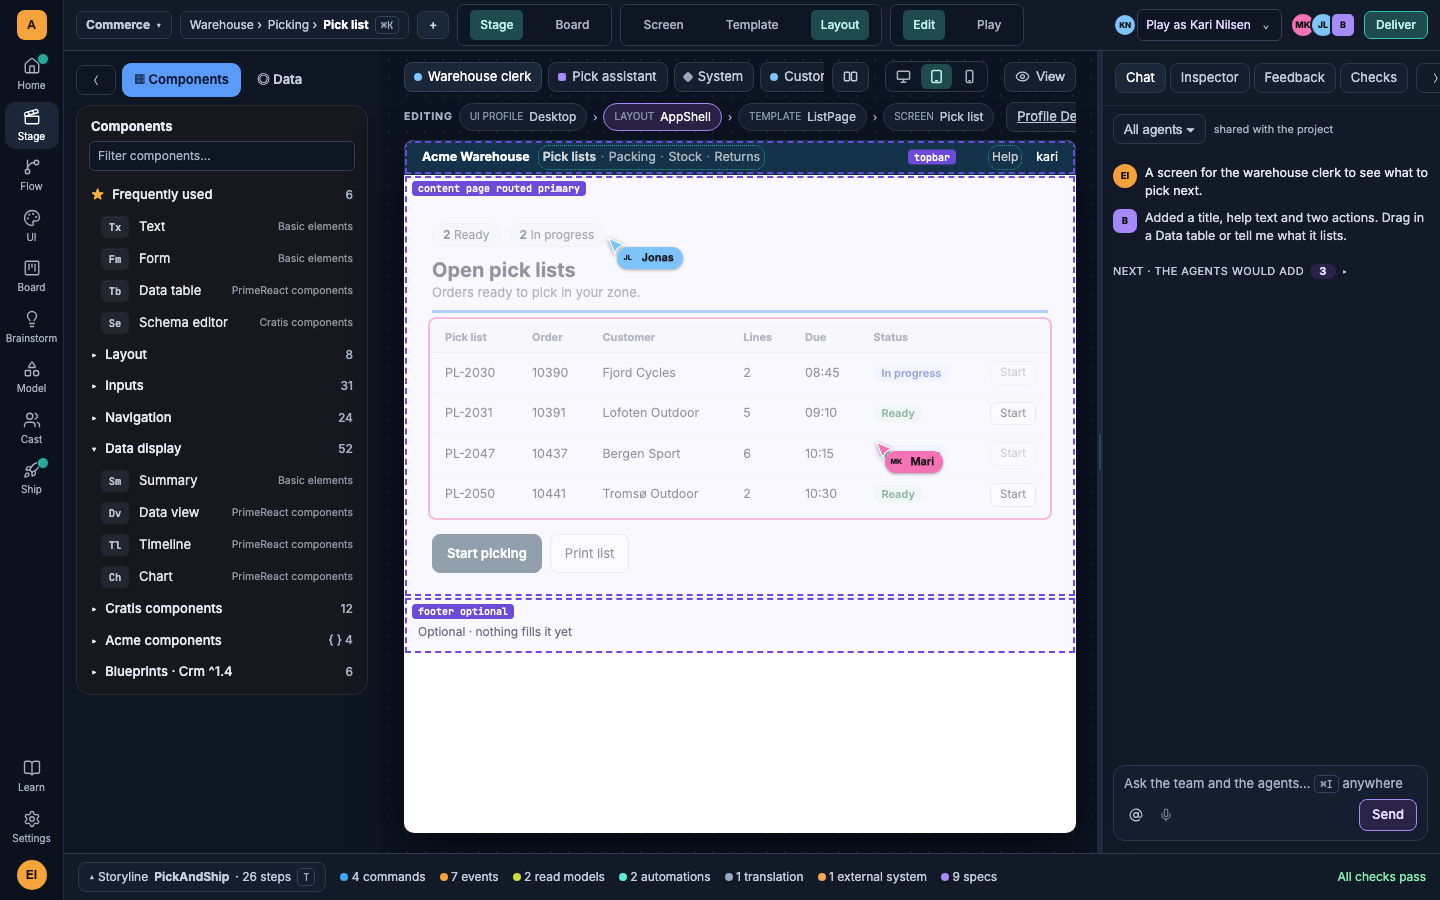 A
Commerce ▾
Warehouse › Picking › Pick list ⌘K
+
Stage Board
Screen Template Layout
Edit Play
KN
Play as Kari Nilsen
MK JL B
Deliver
Home
Stage
Flow
UI
Board
Brainstorm
Model
Cast
Ship
Learn
Settings
EI
‹
Components
Data
Components
Filter components...
Frequently used 6
Tx Text Basic elements
Fm Form Basic elements
Tb Data table PrimeReact components
Se Schema editor Cratis components
Layout 8
Inputs 31
Navigation 24
Data display 52
Sm Summary Basic elements
Dv Data view PrimeReact components
Tl Timeline PrimeReact components
Ch Chart PrimeReact components
Cratis components 12
Acme components { } 4
Blueprints · Crm ^1.4 6
Warehouse clerk Pick assistant System Custor
View
EDITING UI PROFILE Desktop › LAYOUT AppShell › TEMPLATE ListPage › SCREEN Pick list Profile De
Acme Warehouse Pick lists · Packing · Stock · Returns topbar Help kari
content page routed primary
2 Ready 2 In progress
JL Jonas
Open pick lists
Orders ready to pick in your zone.
Pick list Order Customer Lines Due Status
PL-2030 10390 Fjord Cycles 2 08:45 In progress Start
PL-2031 10391 Lofoten Outdoor 5 09:10 Ready Start
PL-2047 10437 Bergen Sport 6 10:15 Start
MK Mari
PL-2050 10441 Tromsø Outdoor 2 10:30 Ready Start
Start picking Print list
footer optional
Optional · nothing fills it yet
Chat Inspector Feedback Checks ›
All agents ▾ shared with the project
EI A screen for the warehouse clerk to see what to
pick next.
B Added a title, help text and two actions. Drag in
a Data table or tell me what it lists.
NEXT · THE AGENTS WOULD ADD 3
Ask the team and the agents... ⌘I anywhere
@
Send
Storyline PickAndShip · 26 steps T
4 commands 7 events 2 read models 2 automations 1 translation 1 external system 9 specs
All checks pass